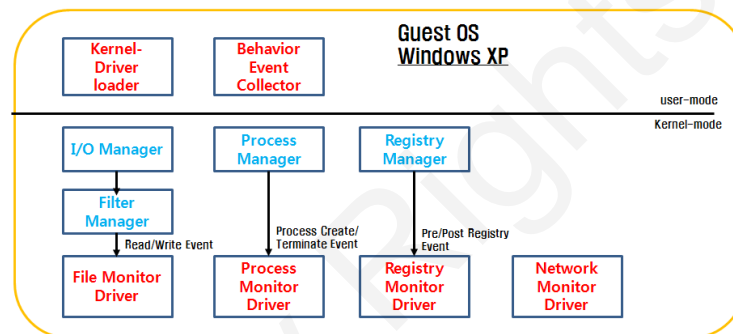 Guest OS
Windows XP
Kernel-
Driver
loader
Behavior
Event
Collector
user-mode
Kernel-mode
I/O Manager
Process
Manager
Registry
Manager
Filter
Manager
Read/Write Event
Process Create/
Terminate Event
Pre/Post Registry
Event
File Monitor
Driver
Process
Monitor
Driver
Registry
Monitor
Driver
Network
Monitor
Driver